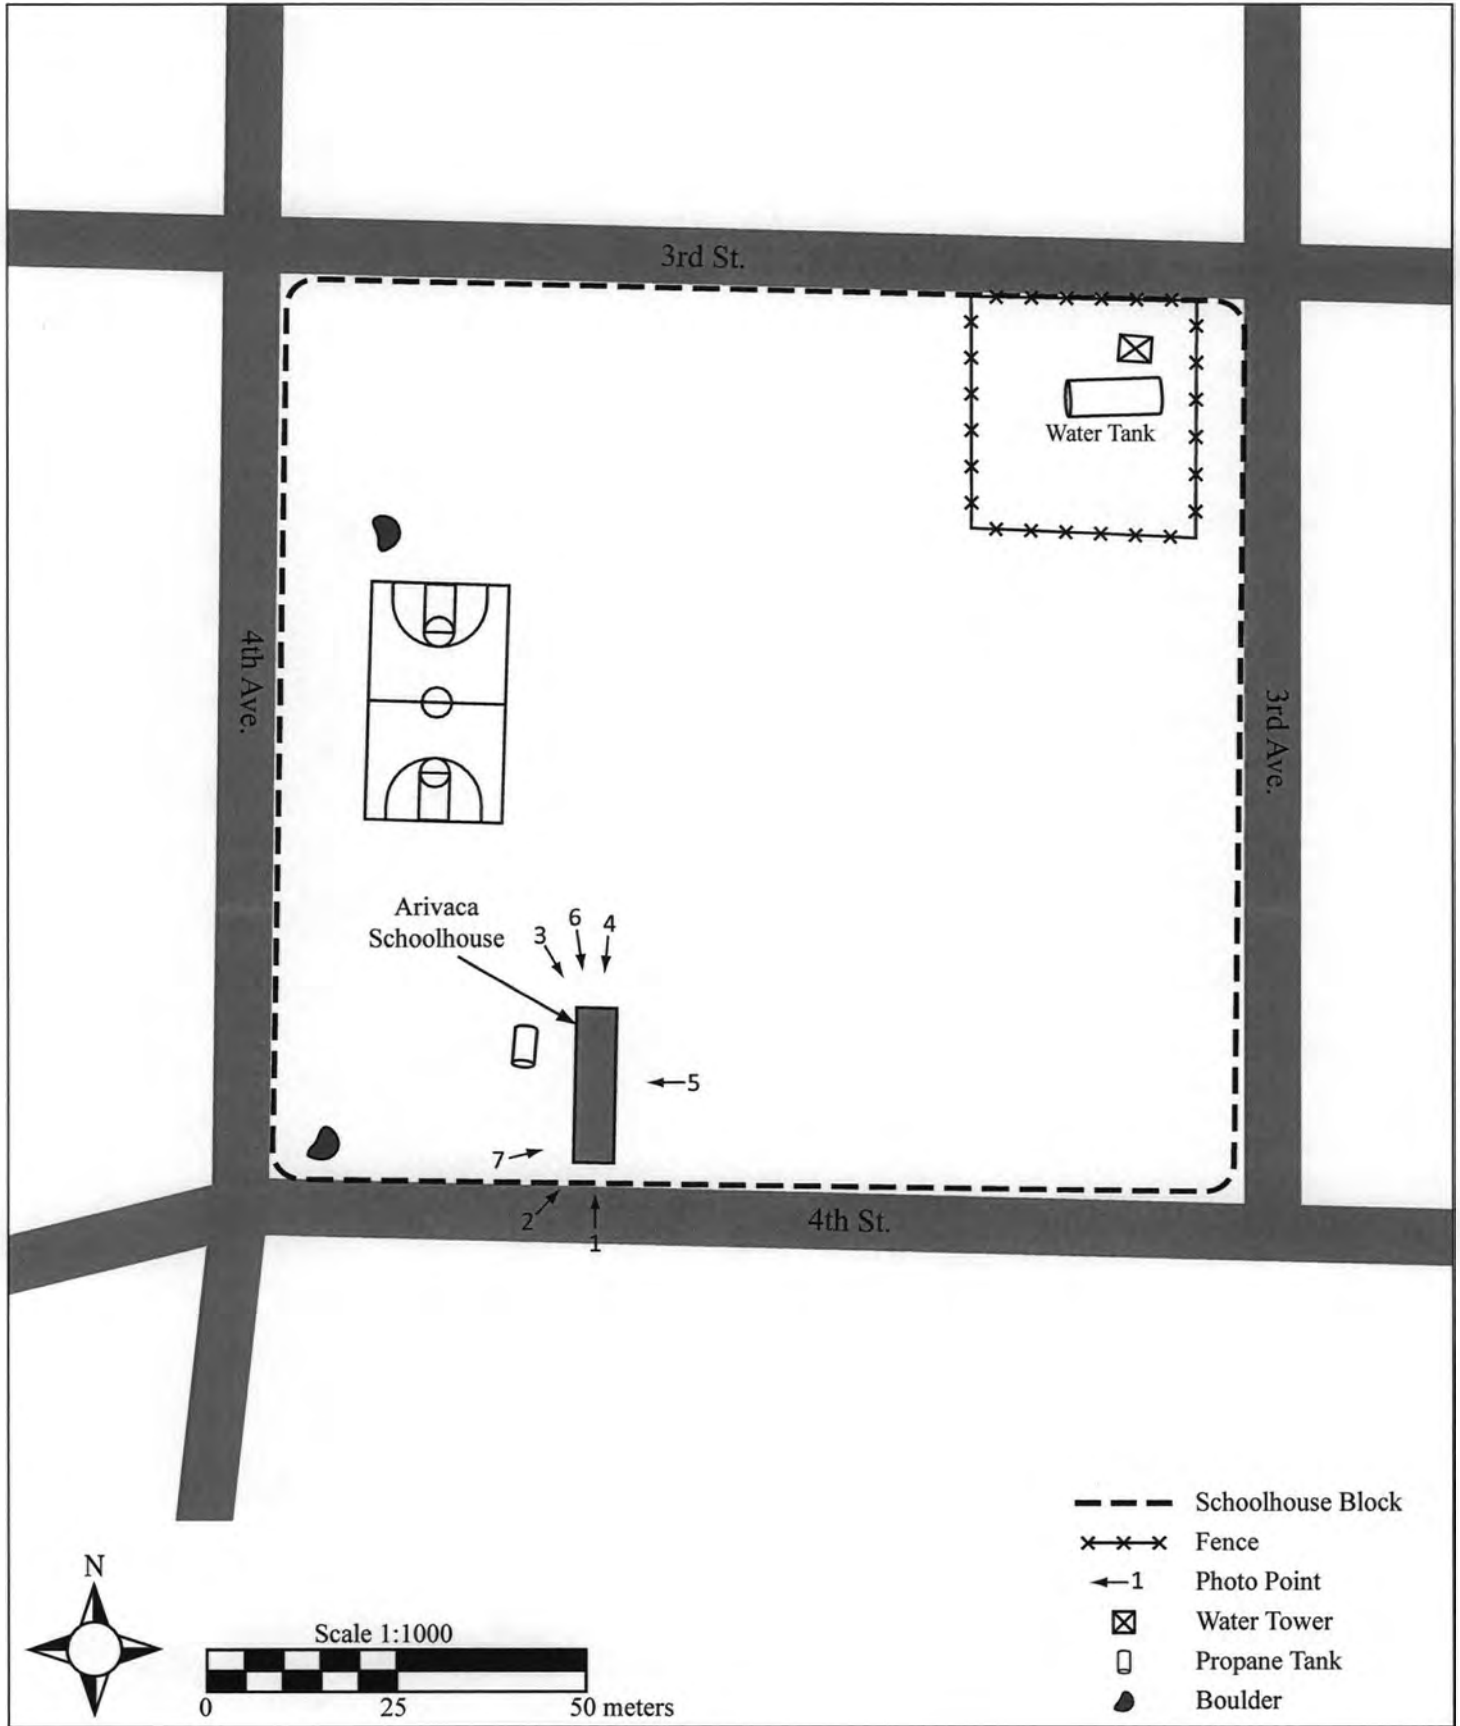 3rd St.
Water Tank
4th Ave.
3rd Ave.
Arivaca
Schoolhouse
3
6
4
5
7
2
1
4th St.
Schoolhouse Block
Fence
1 Photo Point
Water Tower
Propane Tank
Boulder
N
Scale 1:1000
0 25 50 meters